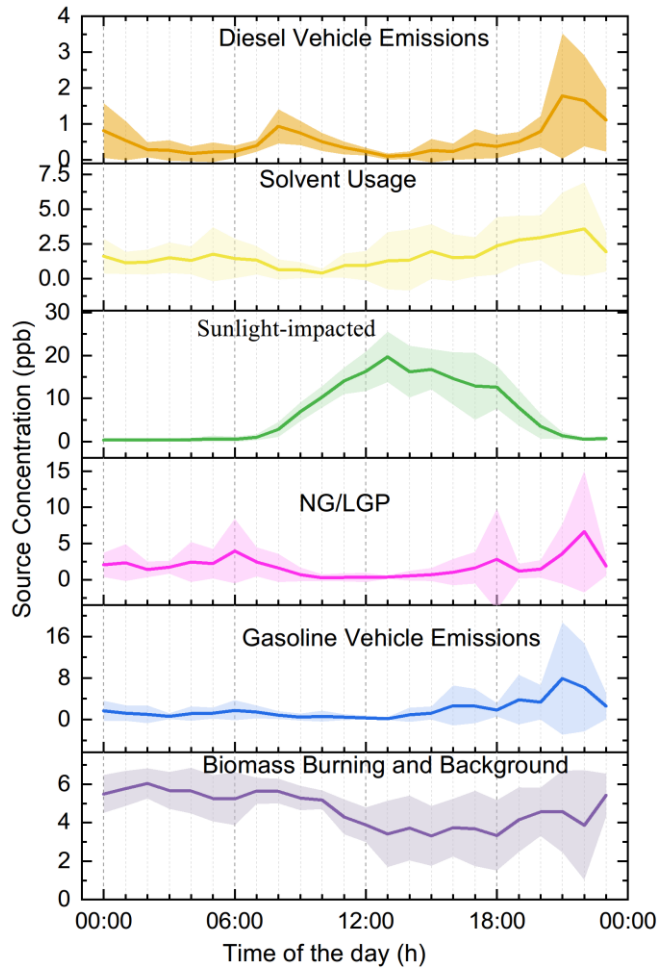 Diesel Vehicle Emissions
4
3
2
1
0
Solvent Usage
7.5
5.0
2.5
0.0
Sunlight-impacted
30
20
10
0
NG/LGP
15
10
5
0
Gasoline Vehicle Emissions
16
8
0
Biomass Burning and Background
6
4
2
0
Source Concentration (ppb)
00:00 06:00 12:00 18:00 00:00
Time of the day (h)